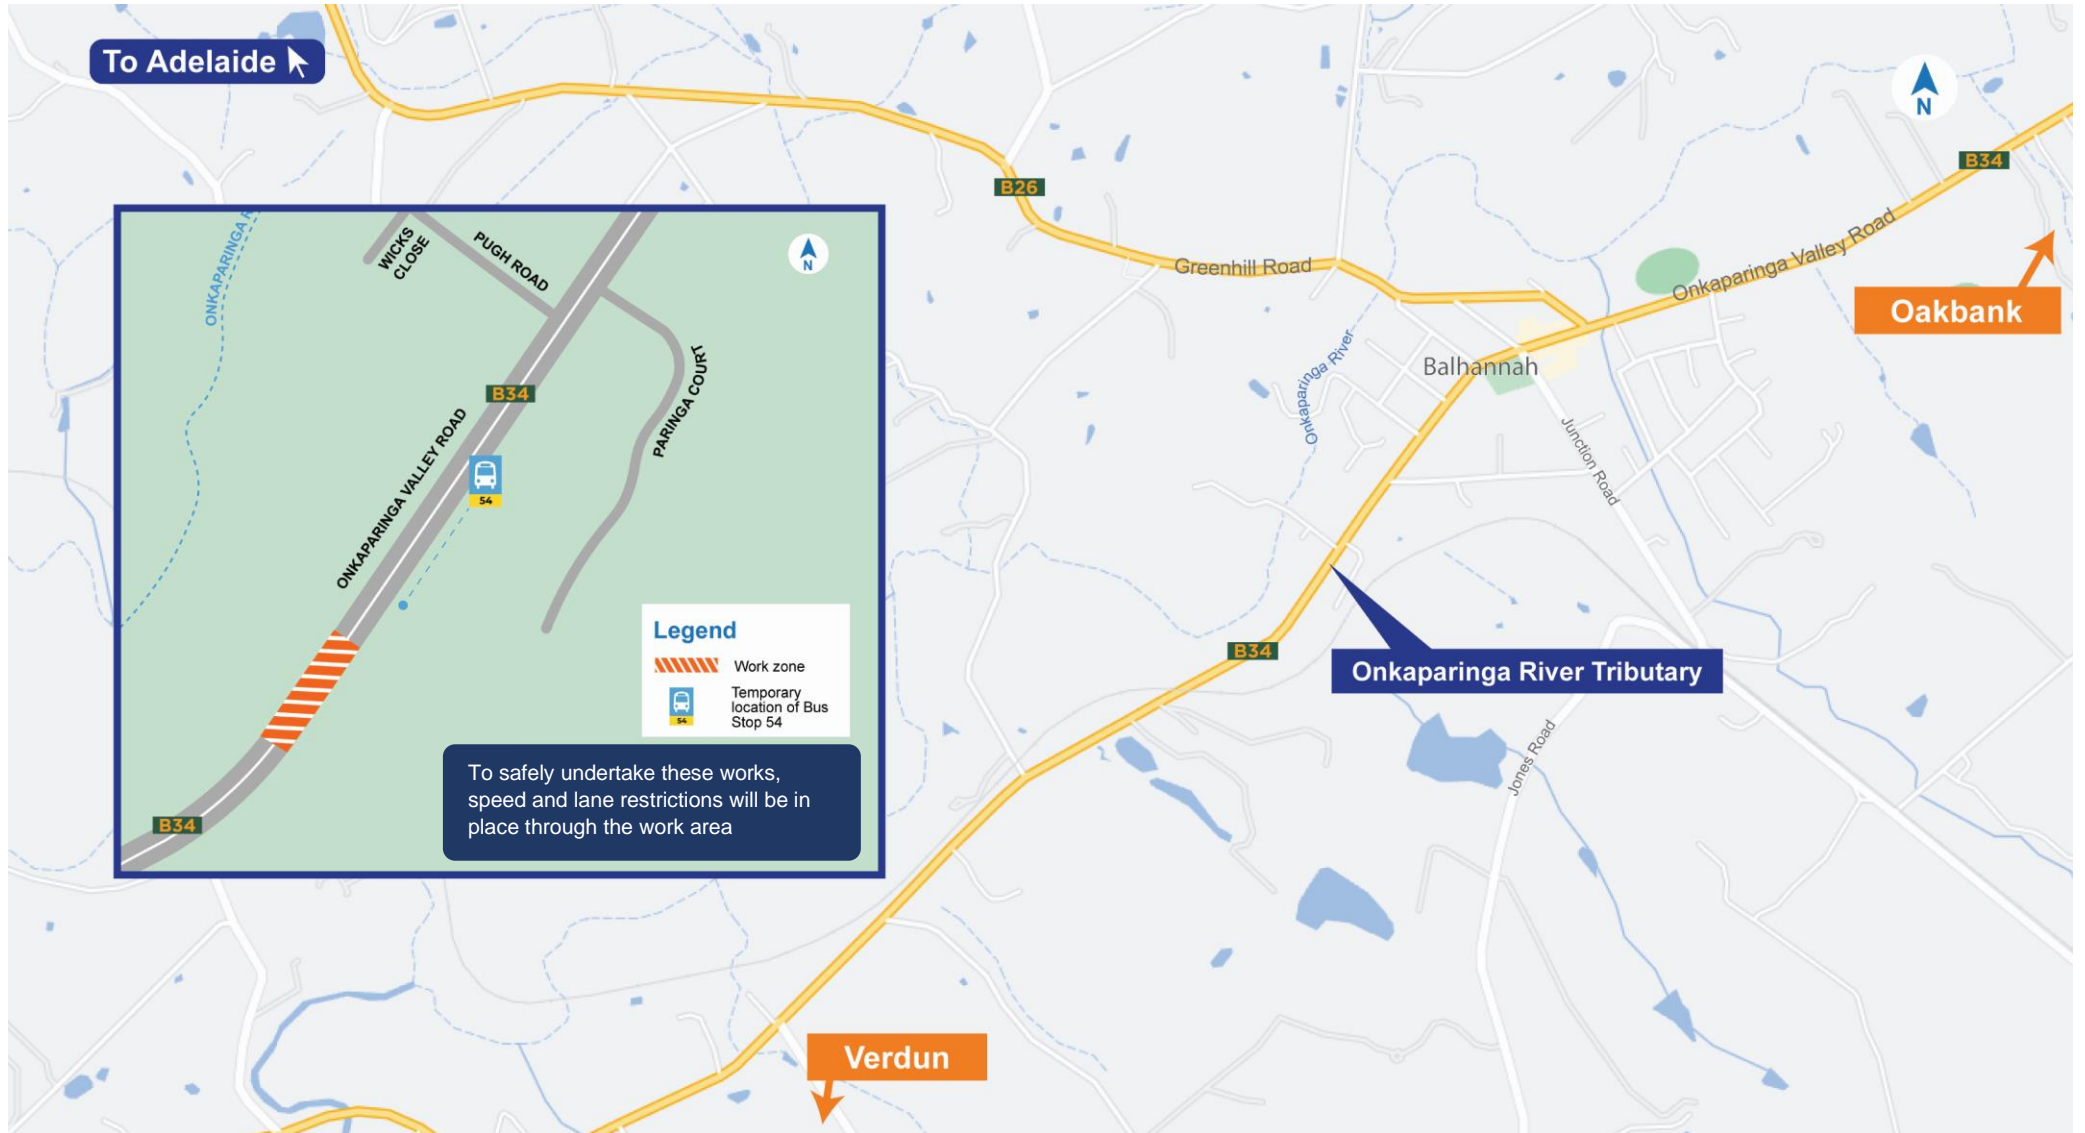 To Adelaide
N
B34
B26
Greenhill Road
Onkaparinga Valley Road
Oakbank
Onkaparinga River
Balhannah
Junction Road
B34
Onkaparinga River Tributary
Jones Road
Verdun
ONKAPARINGA R
WICKS
CLOSE
PUGH ROAD
N
B34
PARINGA COURT
ONKAPARINGA VALLEY ROAD
54
B34
Legend
Work zone
54
Temporary
location of Bus
Stop 54
To safely undertake these works,
speed and lane restrictions will be in
place through the work area